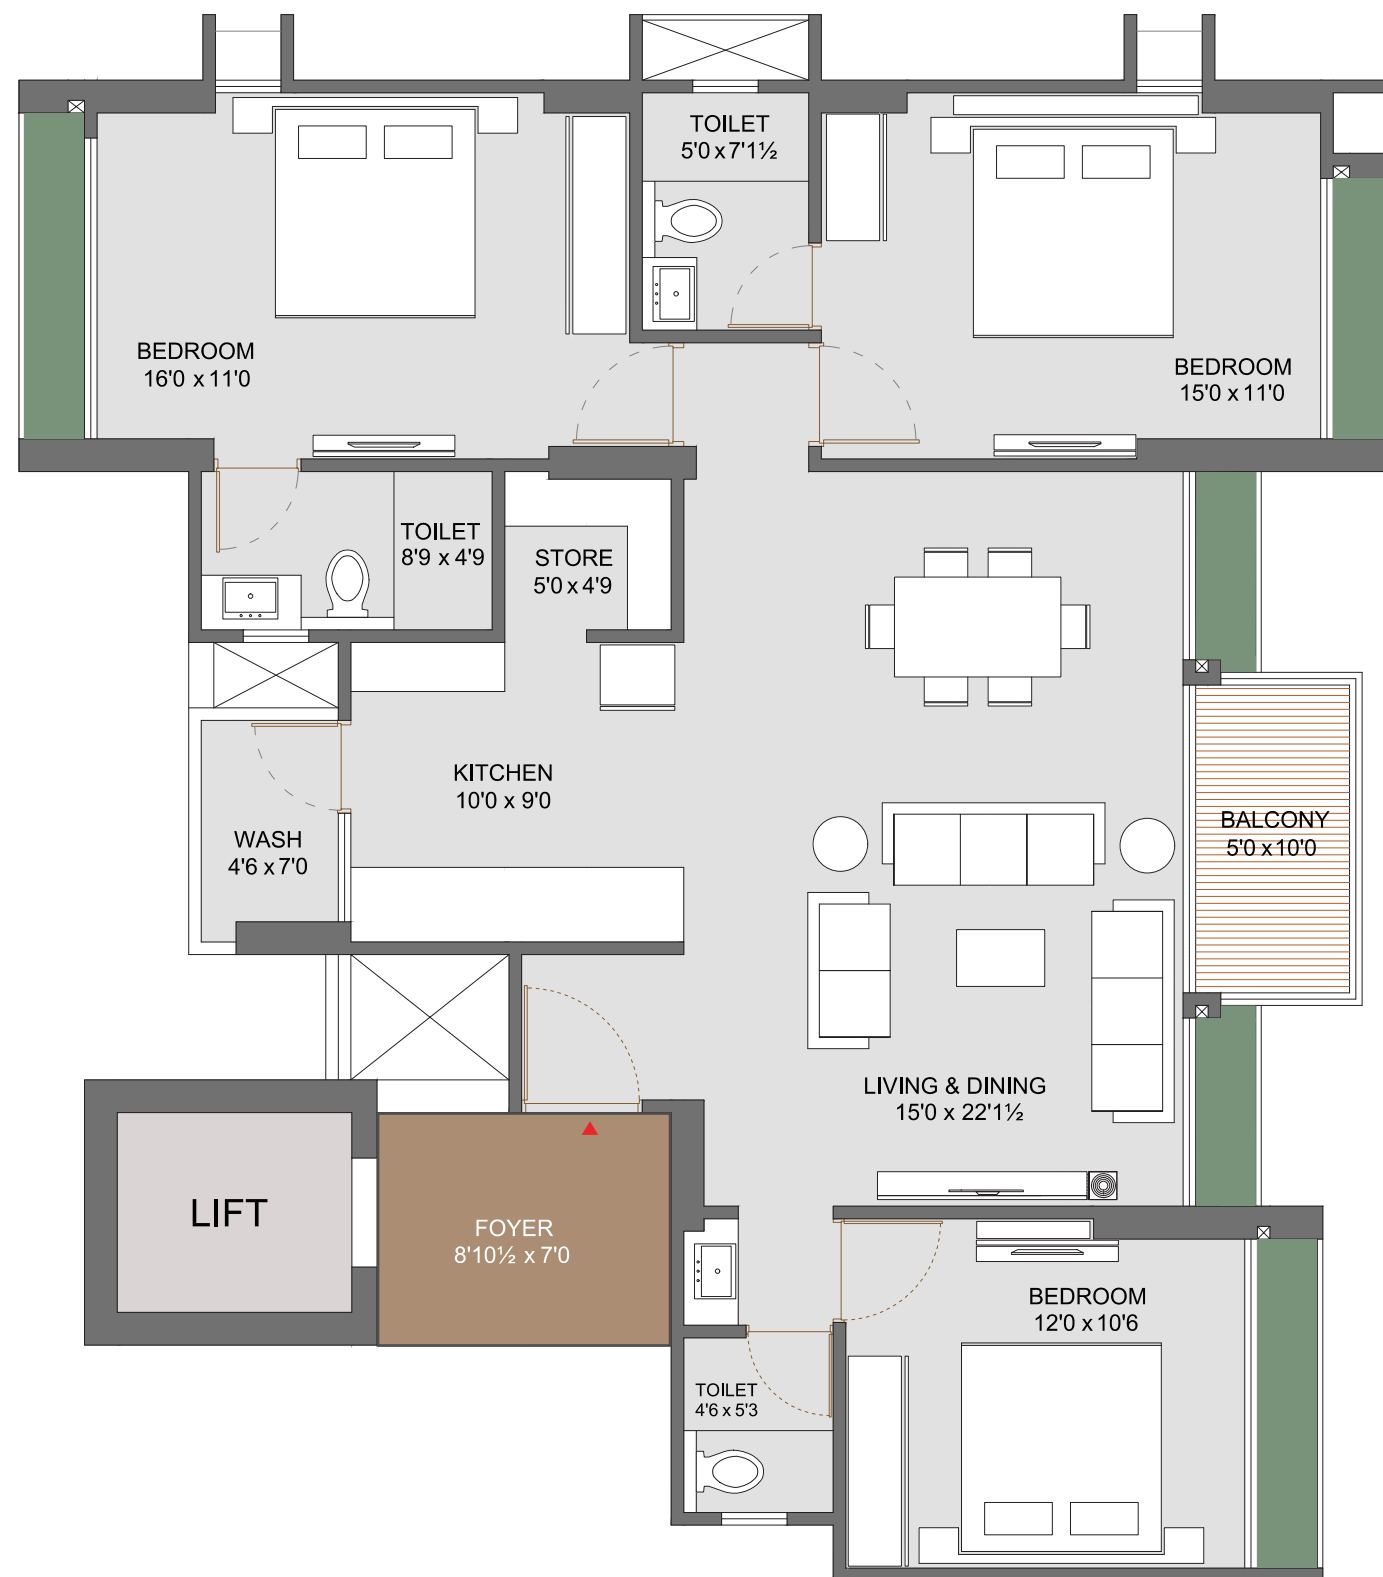 TOILET
5'0 x 7'1½
BEDROOM
16'0 x 11'0
BEDROOM
15'0 x 11'0
TOILET
8'9 x 4'9
STORE
5'0 x 4'9
KITCHEN
10'0 x 9'0
WASH
4'6 x 7'0
BALCONY
5'0 x 10'0
LIVING & DINING
15'0 x 22'1½
LIFT
FOYER
8'10½ x 7'0
BEDROOM
12'0 x 10'6
TOILET
4'6 x 5'3